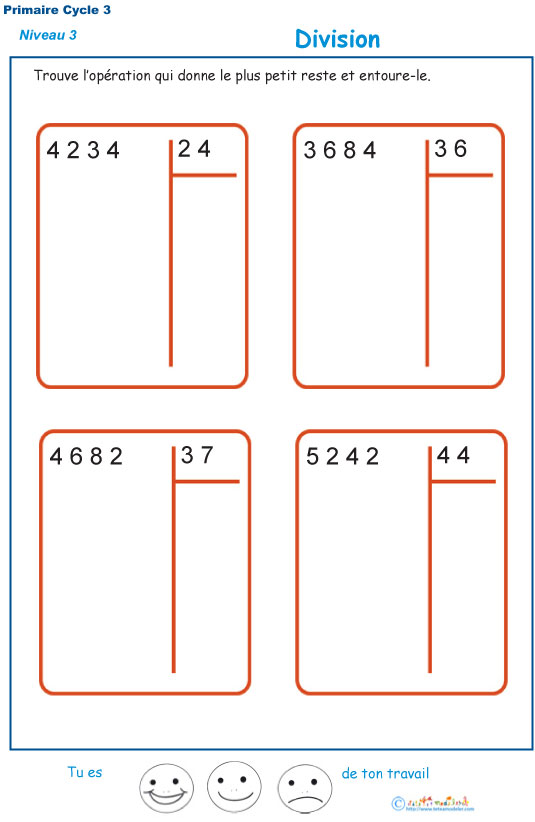 Primaire Cycle 3
Niveau 3
Division
Trouve l'opération qui donne le plus petit reste et entoure-le.
4 2 3 4 2 4
3 6 8 4 3 6
4 6 8 2 3 7
5 2 4 2 4 4
Tu es de ton travail
©